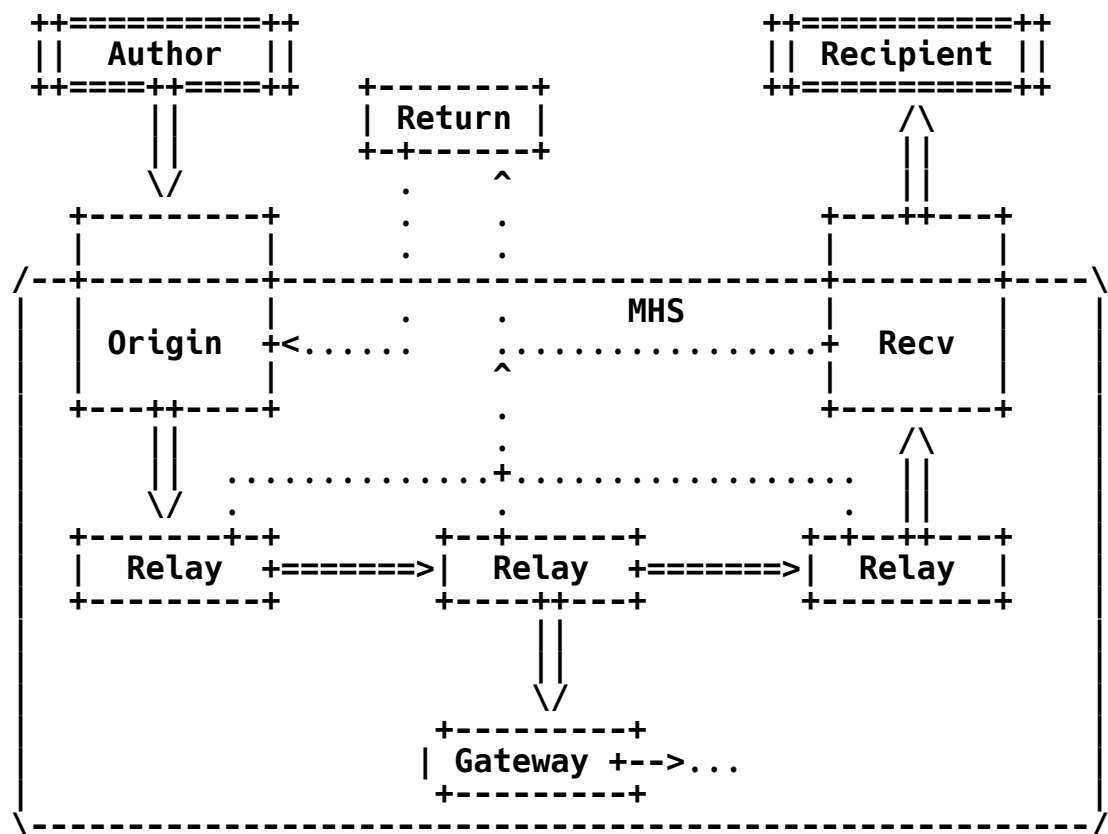 Author Recipient
Return
MHS
Origin Recv
Relay Relay Relay
Gateway